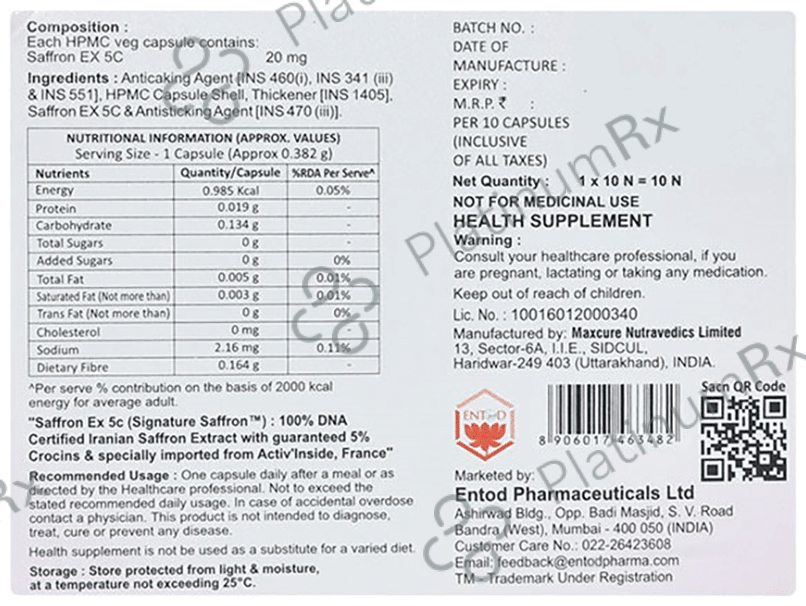 Composition :
Each HPMC veg capsule contains:
Saffron EX 5C 20 mg
Ingredients : Anticaking Agent [INS 460(i), INS 341 (iii)
& INS 551], HPMC Capsule Shell, Thickener [INS 1405],
Saffron EX 5C & Antisticking Agent [INS 470 (iii)].
NUTRITIONAL INFORMATION (APPROX. VALUES)
Serving Size - 1 Capsule (Approx 0.382 g)
Nutrients Quantity/Capsule %RDA Per Serve^
Energy 0.985 Kcal 0.05%
Protein 0.019 g -
Carbohydrate 0.134 g -
Total Sugars 0 g -
Added Sugars 0 g 0%
Total Fat 0.005 g 0.01%
Saturated Fat (Not more than) 0.003 g 0.01%
Trans Fat (Not more than) 0 g 0%
Cholesterol 0 mg -
Sodium 2.16 mg 0.11%
Dietary Fibre 0.164 g -
^Per serve % contribution on the basis of 2000 kcal
energy for average adult.
"Saffron Ex 5c (Signature Saffron™) : 100% DNA
Certified Iranian Saffron Extract with guaranteed 5%
Crocins & specially imported from Activ'Inside, France"
Recommended Usage : One capsule daily after a meal or as
directed by the Healthcare professional. Not to exceed the
stated recommended daily usage. In case of accidental overdose
contact a physician. This product is not intended to diagnose,
treat, cure or prevent any disease.
Health supplement is not be used as a substitute for a varied diet.
Storage : Store protected from light & moisture,
at a temperature not exceeding 25°C.
BATCH NO. :
DATE OF
MANUFACTURE :
EXPIRY :
M.R.P. ₹ :
PER 10 CAPSULES
(INCLUSIVE
OF ALL TAXES)
Net Quantity : 1 x 10 N = 10 N
NOT FOR MEDICINAL USE
HEALTH SUPPLEMENT
Warning :
Consult your healthcare professional, if you
are pregnant, lactating or taking any medication.
Keep out of reach of children.
Lic. No. : 10016012000340
Manufactured by: Maxcure Nutravedics Limited
13, Sector-6A, I.I.E., SIDCUL,
Haridwar-249 403 (Uttarakhand), INDIA.
Sacn QR Code
ENTOD
8 906017 463482
Marketed by:
Entod Pharmaceuticals Ltd
Ashirwad Bldg., Opp. Badi Masjid, S. V. Road
Bandra (West), Mumbai - 400 050 (INDIA)
Customer Care No.: 022-26423608
Email: feedback@entodpharma.com
TM - Trademark Under Registration
PlatinumRx
PlatinumRx
PlatinumRx
PlatinumRx
Rx